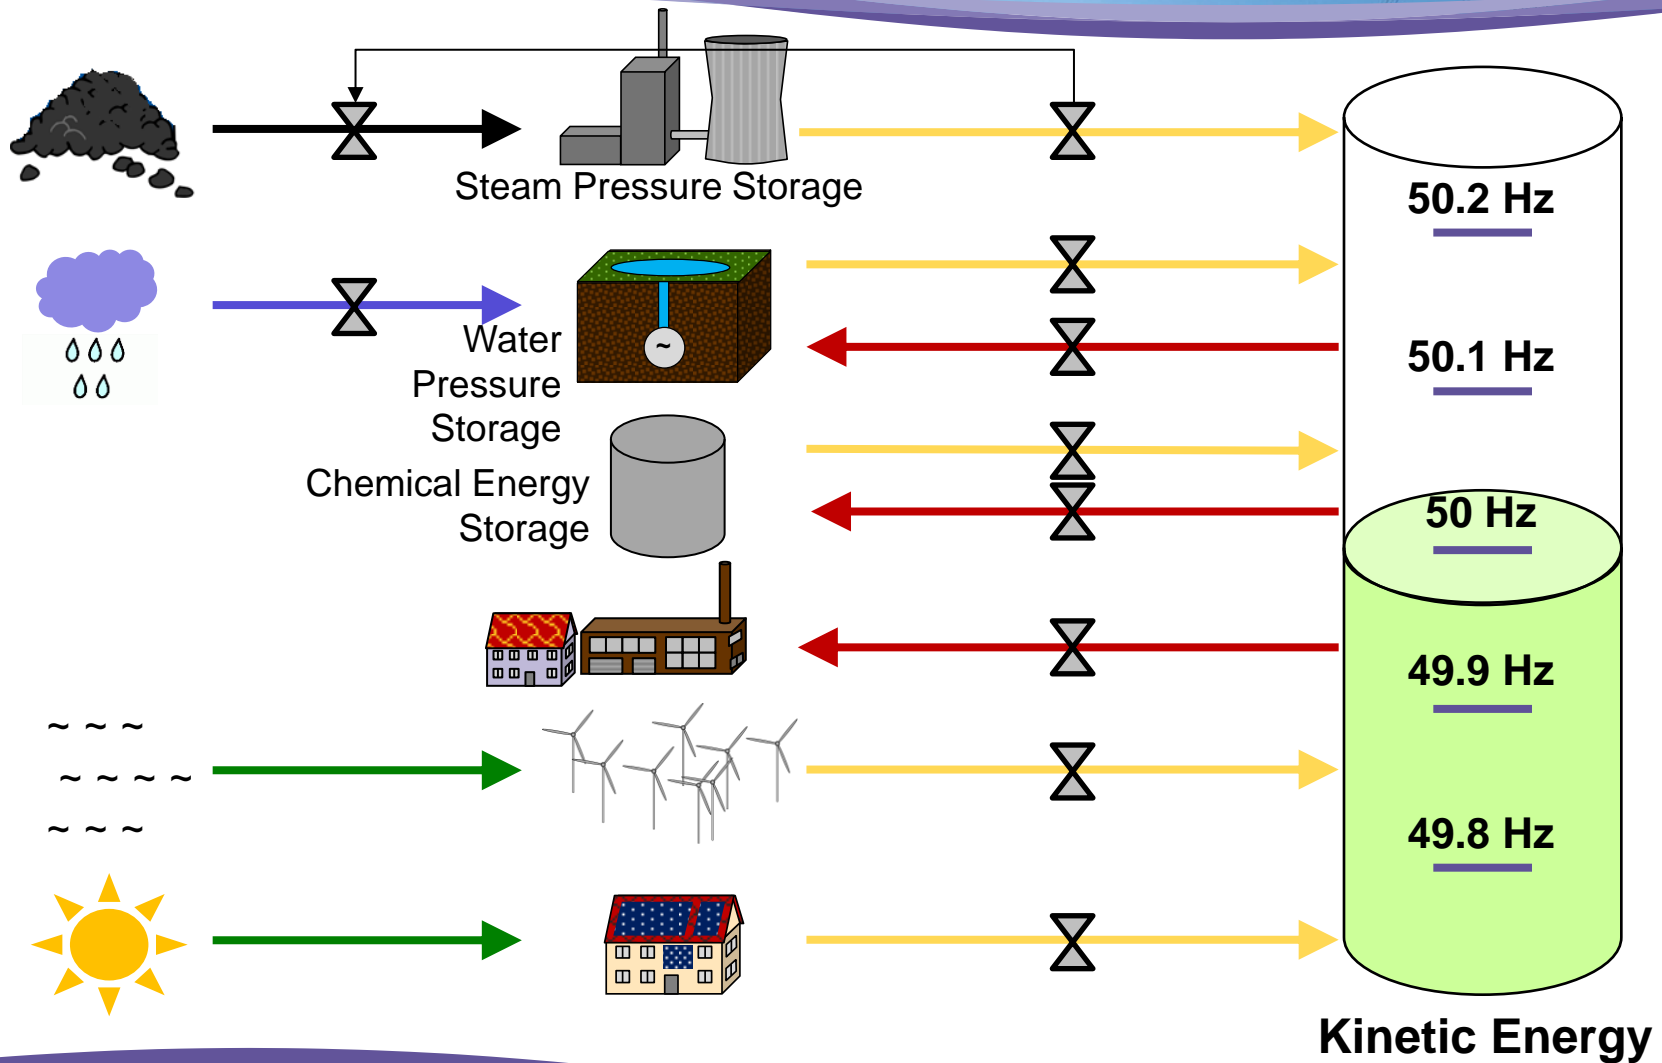 Steam Pressure Storage
50.2 Hz
Water
Pressure
Storage
~
50.1 Hz
Chemical Energy
Storage
50 Hz
49.9 Hz
~ ~ ~
~ ~ ~ ~
~ ~ ~
49.8 Hz
Kinetic Energy